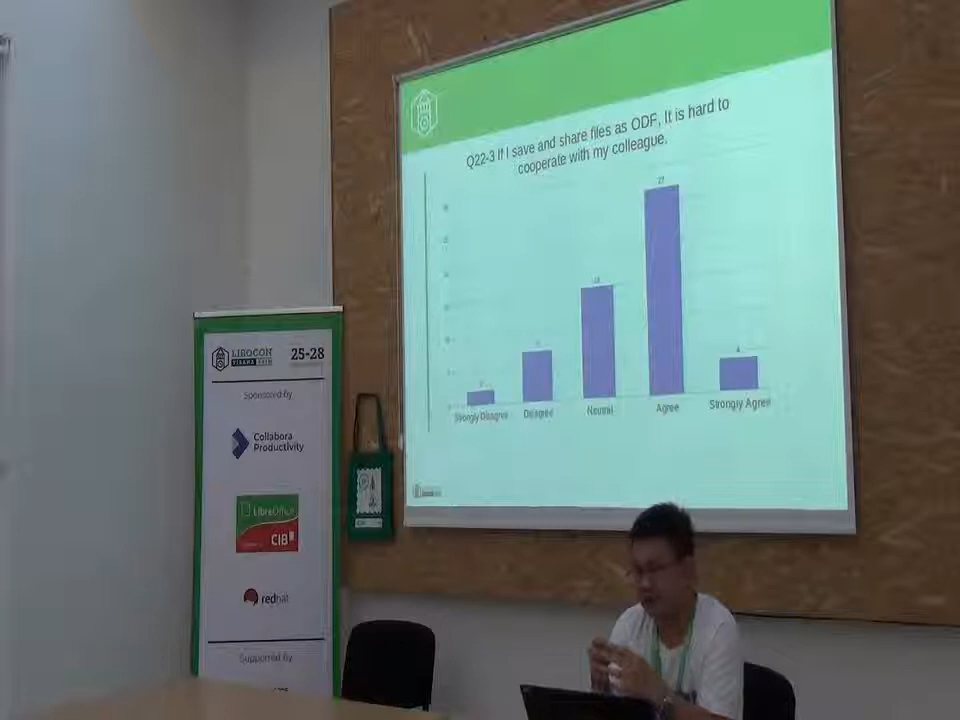 Q22-3 If I save and share files as ODF, It is hard to
cooperate with my colleague.
27
Strongly Disagree
Disagree
Neutral
Agree
Strongly Agree
LIBOCON
25-28
Sponsored by
Collabora
Productivity
LibreOffice
CIB
redhat
Supported by